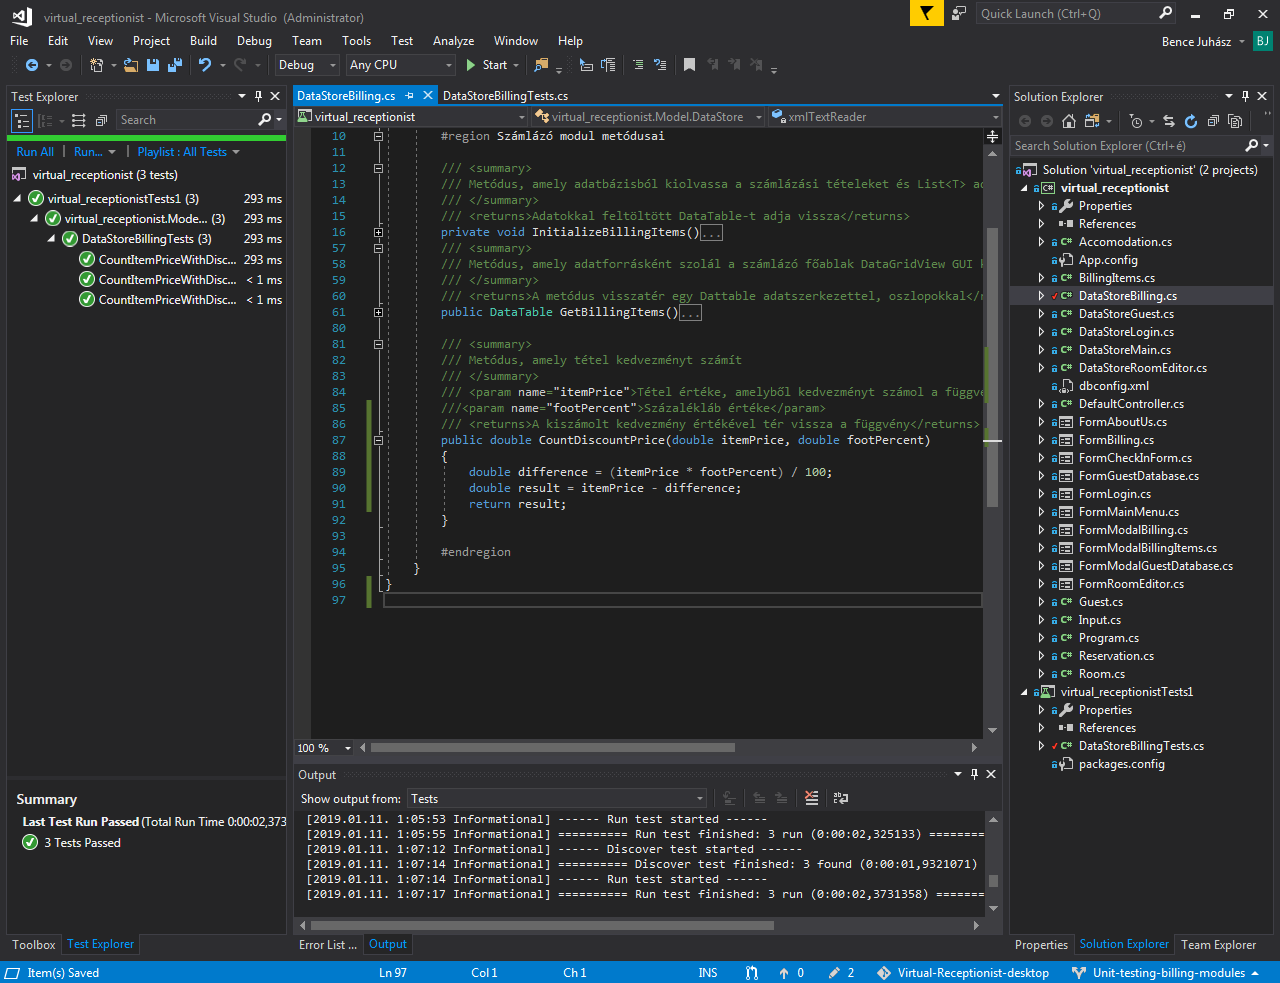 virtual_receptionist - Microsoft Visual Studio (Administrator)
Quick Launch (Ctrl+Q)
File Edit View Project Build Debug Team Tools Test Analyze Window Help
Bence Juhász BJ
Debug Any CPU Start
Test Explorer
Search
Run All Run... Playlist : All Tests
virtual_receptionist (3 tests)
virtual_receptionistTests1 (3) 293 ms
virtual_receptionist.Mode... (3) 293 ms
DataStoreBillingTests (3) 293 ms
CountItemPriceWithDisc... 293 ms
CountItemPriceWithDisc... < 1 ms
CountItemPriceWithDisc... < 1 ms
Summary
Last Test Run Passed (Total Run Time 0:00:02,373
3 Tests Passed
Toolbox Test Explorer
DataStoreBilling.cs DataStoreBillingTests.cs
virtual_receptionist virtual_receptionist.Model.DataStore xmlTextReader
10 #region Számlázó modul metódusai
11
12 /// <summary>
13 /// Metódus, amely adatbázisból kiolvassa a számlázási tételeket és List<T> ad
14 /// </summary>
15 /// <returns>Adatokkal feltöltött DataTable-t adja vissza</returns>
16 private void InitializeBillingItems()...
57 /// <summary>
58 /// Metódus, amely adatforrásként szolál a számlázó főablak DataGridView GUI k
59 /// </summary>
60 /// <returns>A metódus visszatér egy Dattable adatszerkezettel, oszlopokkal</r
61 public DataTable GetBillingItems()...
80
81 /// <summary>
82 /// Metódus, amely tétel kedvezményt számít
83 /// </summary>
84 /// <param name="itemPrice">Tétel értéke, amelyből kedvezményt számol a függvé
85 ///<param name="footPercent">Százalékláb értéke</param>
86 /// <returns>A kiszámolt kedvezmény értékével tér vissza a függvény</returns>
87 public double CountDiscountPrice(double itemPrice, double footPercent)
88 {
89 double difference = (itemPrice * footPercent) / 100;
90 double result = itemPrice - difference;
91 return result;
92 }
93
94 #endregion
95 }
96 }
97
100 %
Output
Show output from: Tests
[2019.01.11. 1:05:53 Informational] ------ Run test started ------
[2019.01.11. 1:05:55 Informational] ========== Run test finished: 3 run (0:00:02,325133) ========
[2019.01.11. 1:07:12 Informational] ------ Discover test started ------
[2019.01.11. 1:07:14 Informational] ========== Discover test finished: 3 found (0:00:01,9321071)
[2019.01.11. 1:07:14 Informational] ------ Run test started ------
[2019.01.11. 1:07:17 Informational] ========== Run test finished: 3 run (0:00:02,3731358) =======
Error List ... Output
Solution Explorer
Search Solution Explorer (Ctrl+é)
Solution 'virtual_receptionist' (2 projects)
virtual_receptionist
Properties
References
C# Accomodation.cs
App.config
C# BillingItems.cs
C# DataStoreBilling.cs
C# DataStoreGuest.cs
C# DataStoreLogin.cs
C# DataStoreMain.cs
C# DataStoreRoomEditor.cs
dbconfig.xml
C# DefaultController.cs
FormAboutUs.cs
FormBilling.cs
FormCheckInForm.cs
FormGuestDatabase.cs
FormLogin.cs
FormMainMenu.cs
FormModalBilling.cs
FormModalBillingItems.cs
FormModalGuestDatabase.cs
FormRoomEditor.cs
C# Guest.cs
C# Input.cs
C# Program.cs
C# Reservation.cs
C# Room.cs
virtual_receptionistTests1
Properties
References
C# DataStoreBillingTests.cs
packages.config
Properties Solution Explorer Team Explorer
Item(s) Saved Ln 97 Col 1 Ch 1 INS 0 2 Virtual-Receptionist-desktop Unit-testing-billing-modules